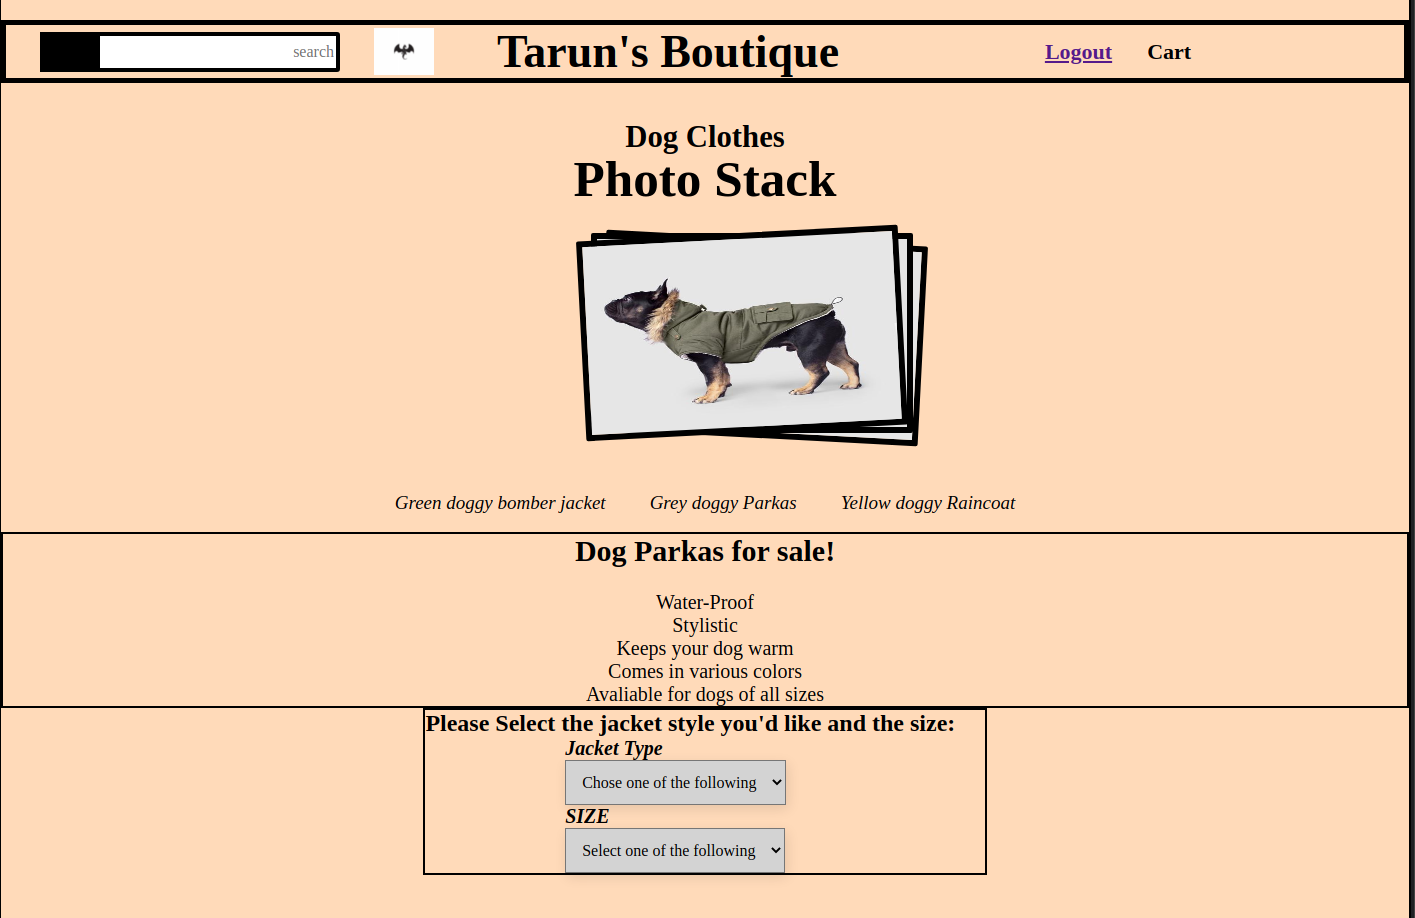 search Tarun's Boutique Logout Cart
Dog Clothes
Photo Stack
Green doggy bomber jacket Grey doggy Parkas Yellow doggy Raincoat
Dog Parkas for sale!
Water-Proof
Stylistic
Keeps your dog warm
Comes in various colors
Avaliable for dogs of all sizes
Please Select the jacket style you'd like and the size:
Jacket Type
Chose one of the following
SIZE
Select one of the following